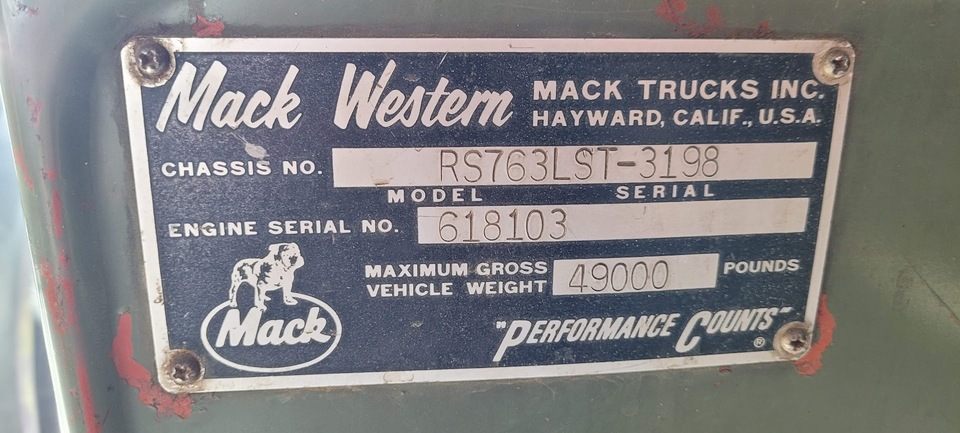 Mack Western MACK TRUCKS INC.
HAYWARD, CALIF., U.S.A.
CHASSIS NO. RS763LST-3198
MODEL SERIAL
ENGINE SERIAL NO. 618103
MAXIMUM GROSS VEHICLE WEIGHT 49000 POUNDS
Mack
"PERFORMANCE COUNTS"®